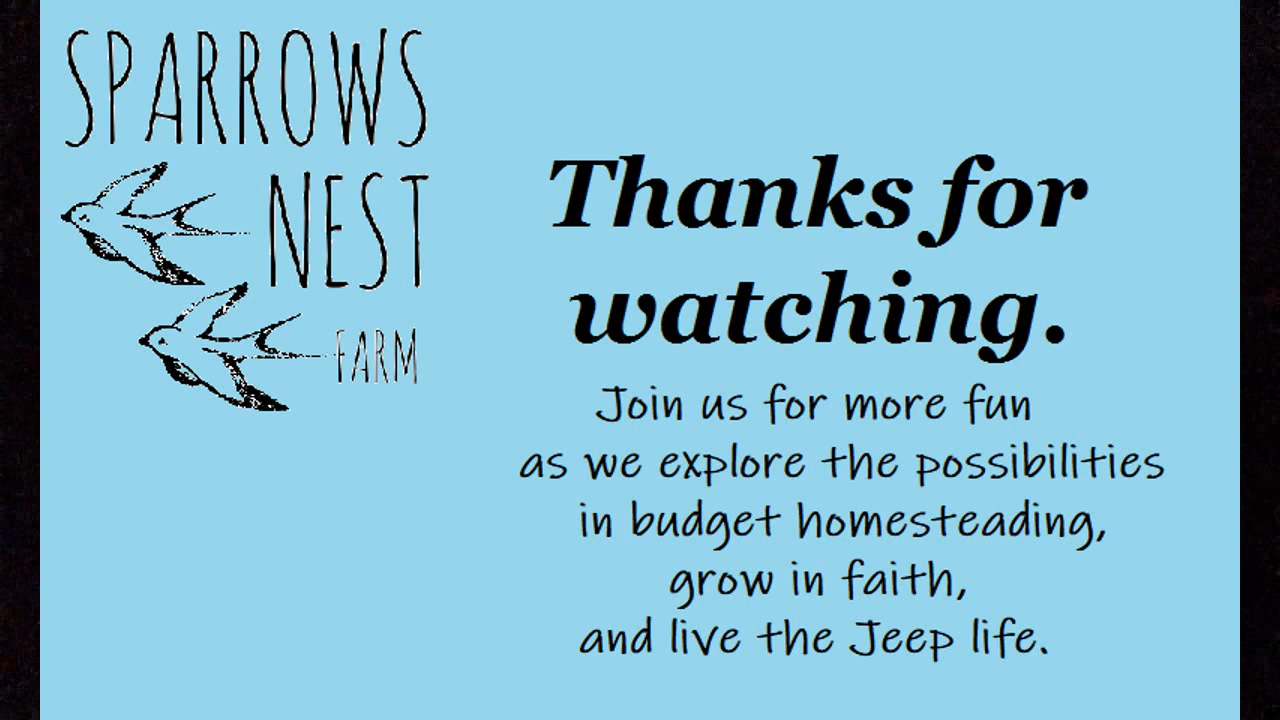 SPARROWS
NEST
FARM
Thanks for
watching.
Join us for more fun
as we explore the possibilities
in budget homesteading,
grow in faith,
and live the Jeep life.